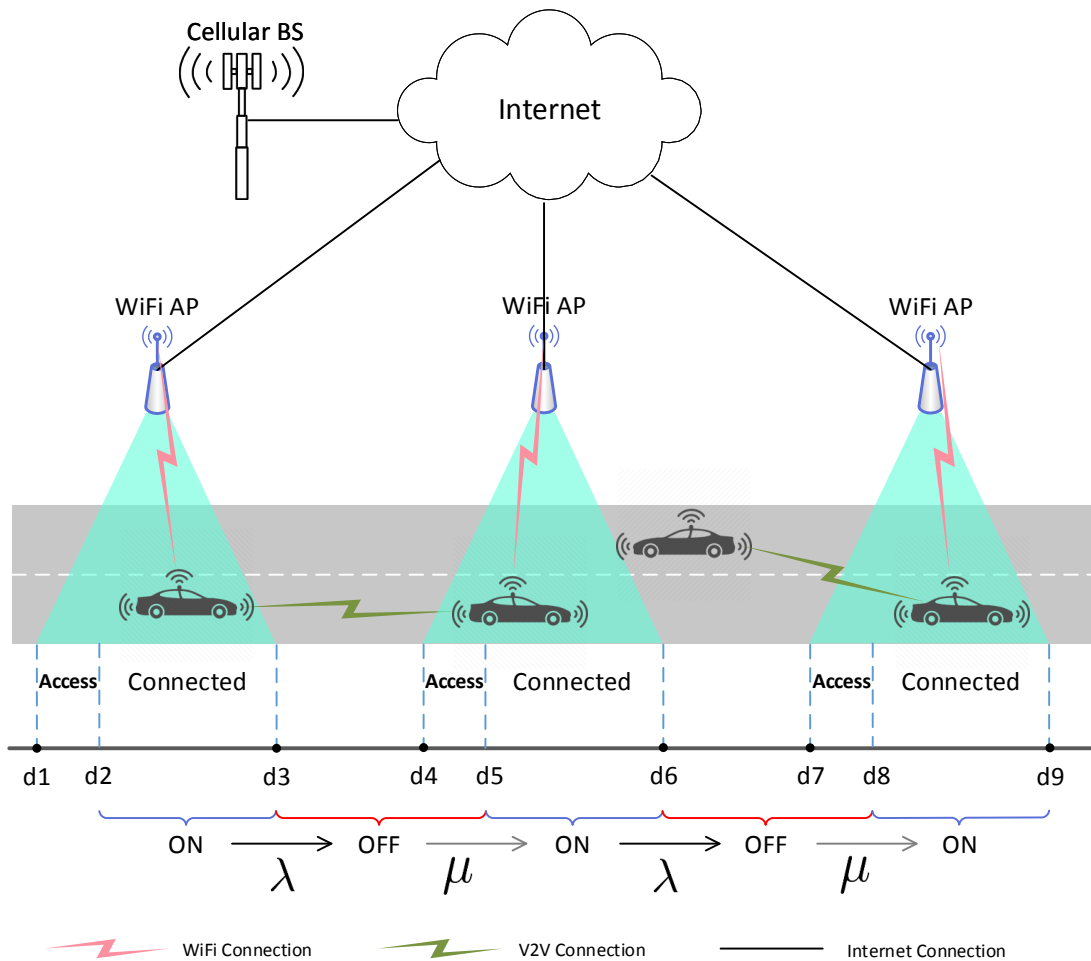 Cellular BS
Internet
WiFi AP
WiFi AP
WiFi AP
Access
Connected
Access
Connected
Access
Connected
d1
d2
d3
d4
d5
d6
d7
d8
d9
ON
OFF
ON
OFF
ON
λ
μ
λ
μ
WiFi Connection
V2V Connection
Internet Connection